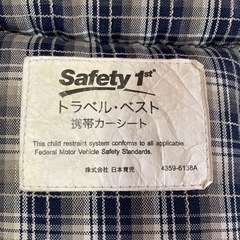 Safety 1st
トラベル・ベスト
携帯カーシート
This child restraint system conforms to all applicable
Federal Motor Vehicle Safety Standards.
株式会社 日本育児 4359-6138A